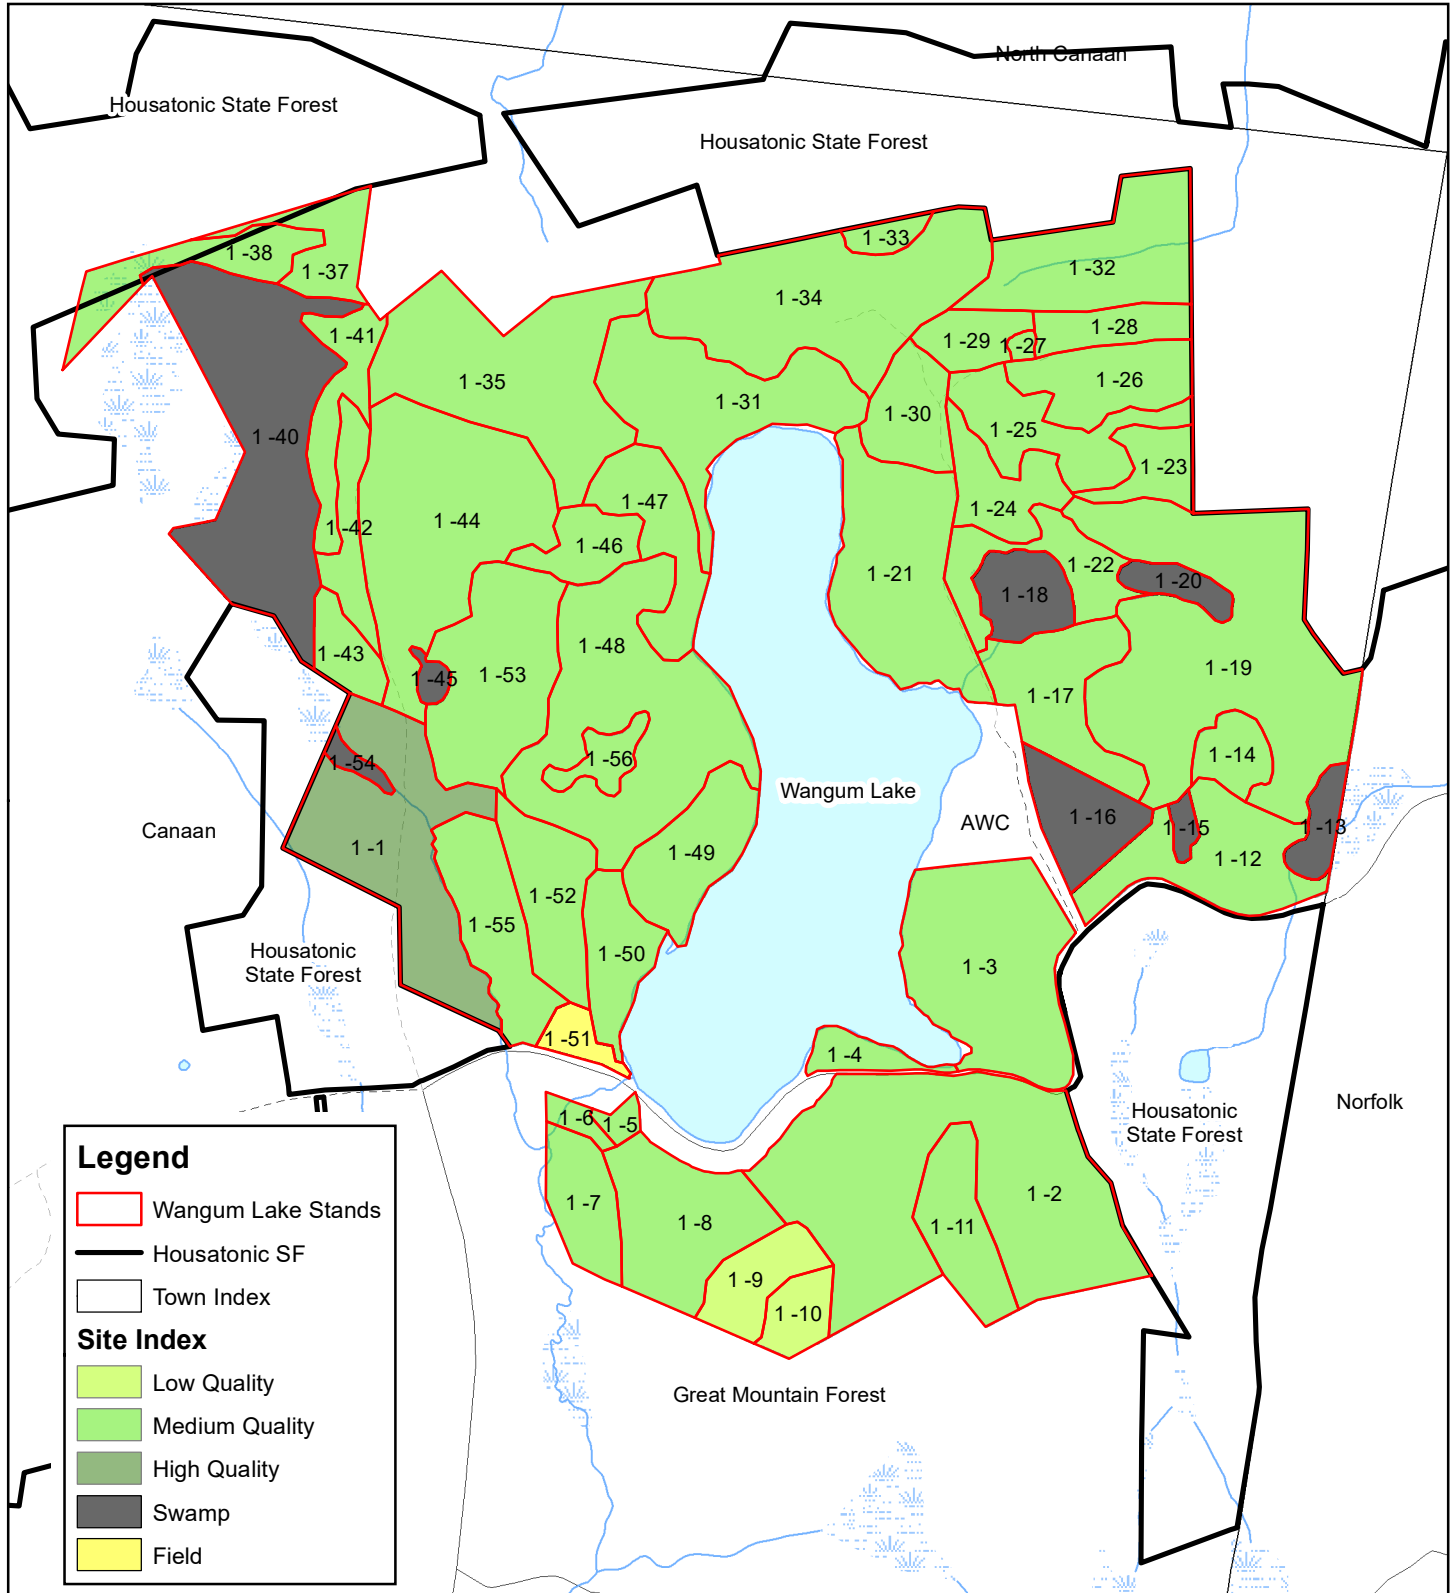 North Canaan
Housatonic State Forest
Housatonic State Forest
1 -33
1 -38
1 -37
1 -32
1 -34
1 -41
1 -29
1 -27
1 -28
1 -35
1 -26
1 -31
1 -30
1 -40
1 -25
1 -23
1 -47
1 -42
1 -44
1 -24
1 -46
1 -21
1 -22
1 -20
1 -18
1 -48
1 -43
1 -45
1 -53
1 -19
1 -17
1 -54
1 -56
1 -14
Wangum Lake
Canaan
AWC
1 -16
1 -15
1 -13
1 -1
1 -49
1 -12
1 -52
1 -55
1 -50
Housatonic
State Forest
1 -3
1 -51
1 -4
1 -6
1 -5
Housatonic
State Forest
Norfolk
1 -7
1 -8
1 -11
1 -2
1 -9
1 -10
Great Mountain Forest
Legend
Wangum Lake Stands
Housatonic SF
Town Index
Site Index
Low Quality
Medium Quality
High Quality
Swamp
Field